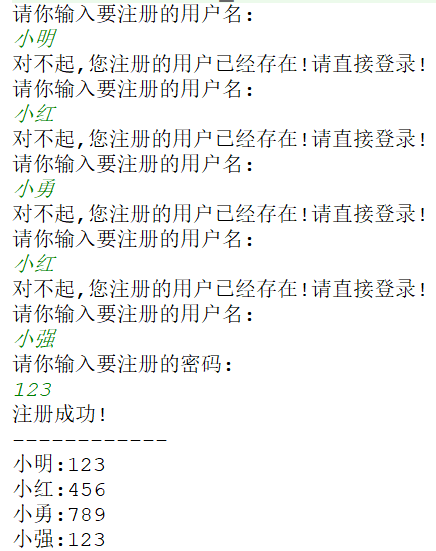 请你输入要注册的用户名:
小明
对不起,您注册的用户已经存在!请直接登录!
请你输入要注册的用户名:
小红
对不起,您注册的用户已经存在!请直接登录!
请你输入要注册的用户名:
小勇
对不起,您注册的用户已经存在!请直接登录!
请你输入要注册的用户名:
小红
对不起,您注册的用户已经存在!请直接登录!
请你输入要注册的用户名:
小强
请你输入要注册的密码:
123
注册成功!
------------
小明:123
小红:456
小勇:789
小强:123